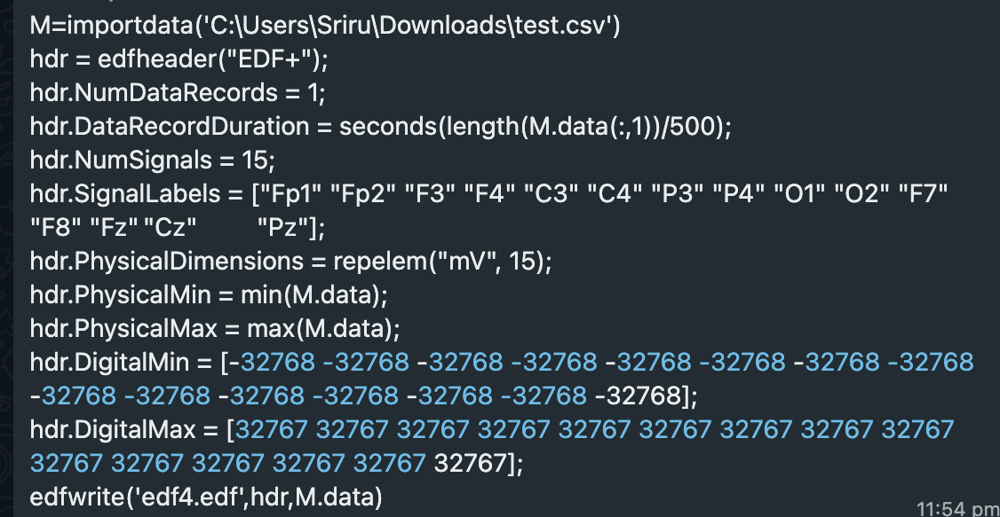 M=importdata('C:\Users\Sriru\Downloads\test.csv')
hdr = edfheader("EDF+");
hdr.NumDataRecords = 1;
hdr.DataRecordDuration = seconds(length(M.data(:,1))/500);
hdr.NumSignals = 15;
hdr.SignalLabels = ["Fp1" "Fp2" "F3" "F4" "C3" "C4" "P3" "P4" "O1" "O2" "F7"
"F8" "Fz" "Cz" "Pz"];
hdr.PhysicalDimensions = repelem("mV", 15);
hdr.PhysicalMin = min(M.data);
hdr.PhysicalMax = max(M.data);
hdr.DigitalMin = [-32768 -32768 -32768 -32768 -32768 -32768 -32768 -32768
-32768 -32768 -32768 -32768 -32768 -32768 -32768];
hdr.DigitalMax = [32767 32767 32767 32767 32767 32767 32767 32767 32767
32767 32767 32767 32767 32767 32767];
edfwrite('edf4.edf',hdr,M.data)
11:54 pm